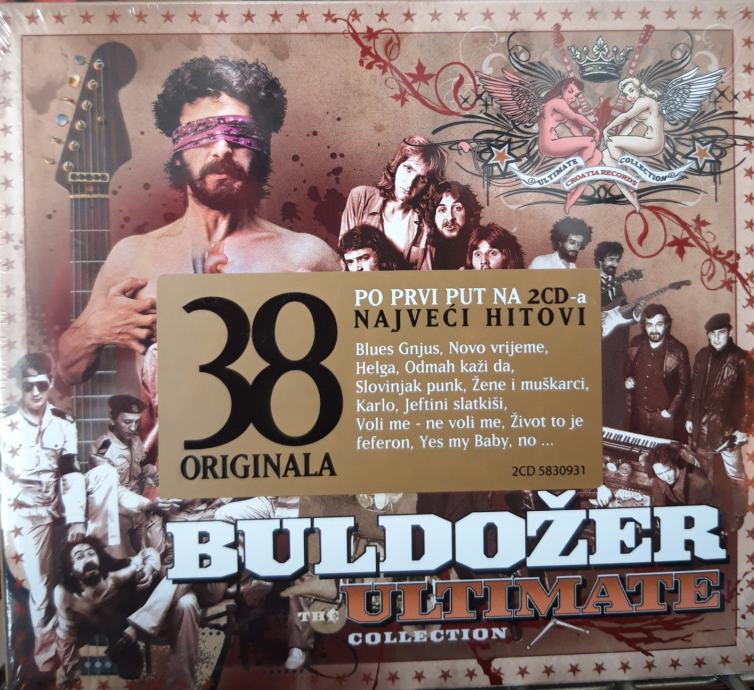 ULTIMATE COLLECTION
CROATIA RECORDS
38
ORIGINALA
PO PRVI PUT NA 2CD-a
NAJVEĆI HITOVI
Blues Gnjus, Novo vrijeme,
Helga, Odmah kaži da,
Slovinjak punk, Žene i muškarci,
Karlo, Jeftini slatkiši,
Voli me - ne voli me, Život to je
feferon, Yes my Baby, no ...
2CD 5830931
BULDOŽER
THE ULTIMATE
COLLECTION